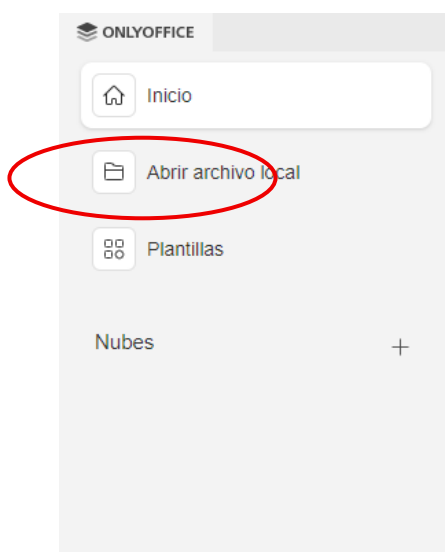 ONLYOFFICE
Inicio
Abrir archivo local
Plantillas
Nubes